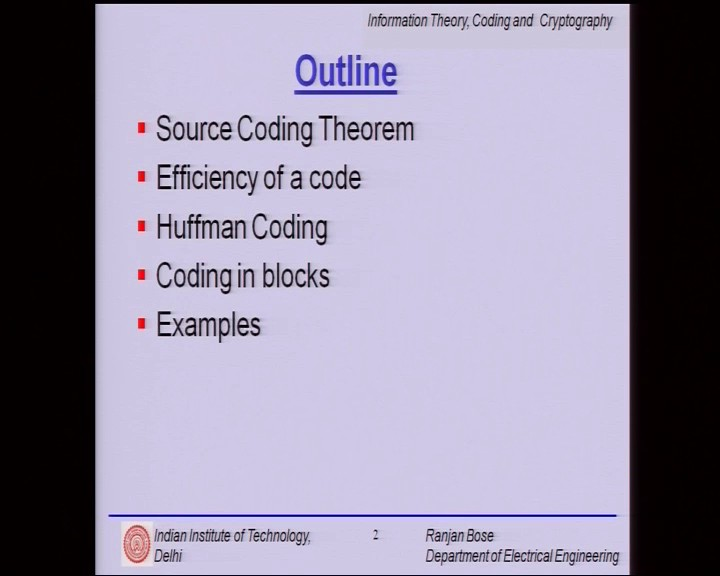 Information Theory, Coding and Cryptography
Outline
Source Coding Theorem
Efficiency of a code
Huffman Coding
Coding in blocks
Examples
Indian Institute of Technology,
Delhi
2
Ranjan Bose
Department of Electrical Engineering